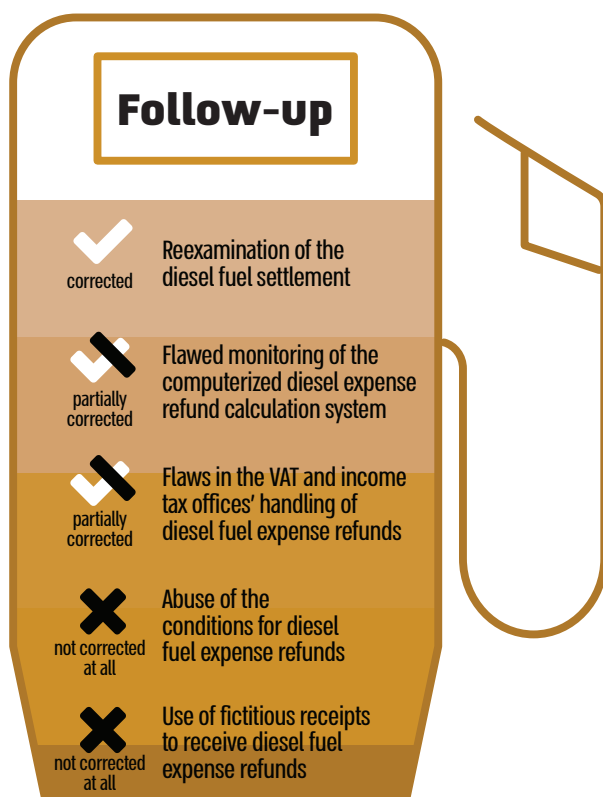 Follow-up
corrected
Reexamination of the
diesel fuel settlement
partially
corrected
Flawed monitoring of the
computerized diesel expense
refund calculation system
partially
corrected
Flaws in the VAT and income
tax offices’ handling of
diesel fuel expense refunds
not corrected
at all
Abuse of the
conditions for diesel
fuel expense refunds
not corrected
at all
Use of fictitious receipts
to receive diesel fuel
expense refunds